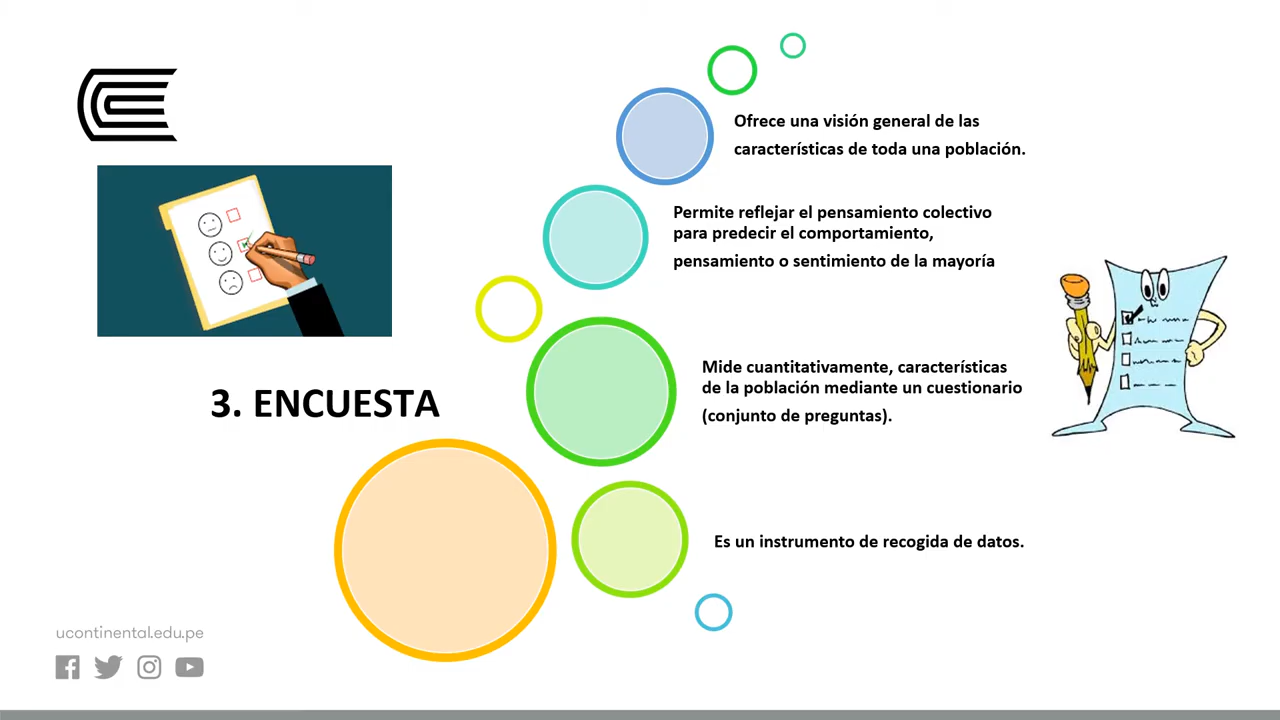 Ofrece una visión general de las
características de toda una población.
Permite reflejar el pensamiento colectivo
para predecir el comportamiento,
pensamiento o sentimiento de la mayoría
Mide cuantitativamente, características
de la población mediante un cuestionario
(conjunto de preguntas).
3. ENCUESTA
Es un instrumento de recogida de datos.
ucontinental.edu.pe